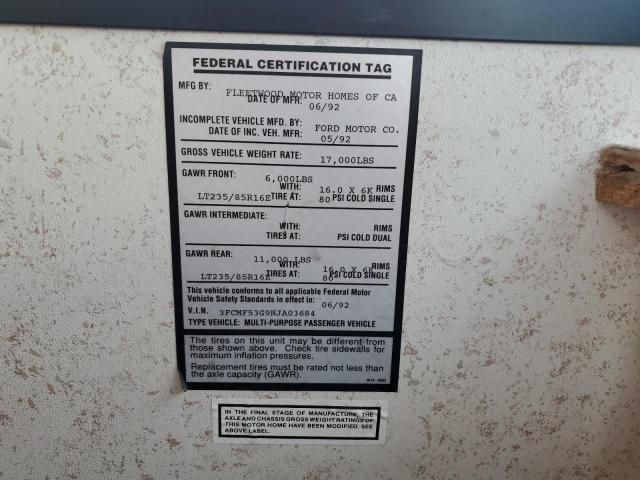 FEDERAL CERTIFICATION TAG
MFG BY: FLEETWOOD MOTOR HOMES OF CA
DATE OF MFR: 06/92
INCOMPLETE VEHICLE MFD. BY: FORD MOTOR CO.
DATE OF INC. VEH. MFR: 05/92
GROSS VEHICLE WEIGHT RATE: 17,000LBS
GAWR FRONT: 6,000LBS
WITH: 16.0 X 6K RIMS
LT235/85R16E TIRE AT: 80 PSI COLD SINGLE
GAWR INTERMEDIATE:
WITH: RIMS
TIRES AT: PSI COLD DUAL
GAWR REAR: 11,000 LBS
WITH: 16.0 X 6K RIMS
LT235/85R16E TIRES AT: 80 PSI COLD SINGLE
This vehicle conforms to all applicable Federal Motor
Vehicle Safety Standards in effect in: 06/92
V.I.N. 3FCMF53G9NJA03684
TYPE VEHICLE: MULTI-PURPOSE PASSENGER VEHICLE
The tires on this unit may be different from
those shown above. Check tire sidewalls for
maximum inflation pressures.
Replacement tires must be rated not less than
the axle capacity (GAWR).
IN THE FINAL STAGE OF MANUFACTURE, THE
AXLE AND CHASSIS GROSS WEIGHT RATINGS OF
THIS MOTOR HOME HAVE BEEN MODIFIED, SEE
ABOVE LABEL.